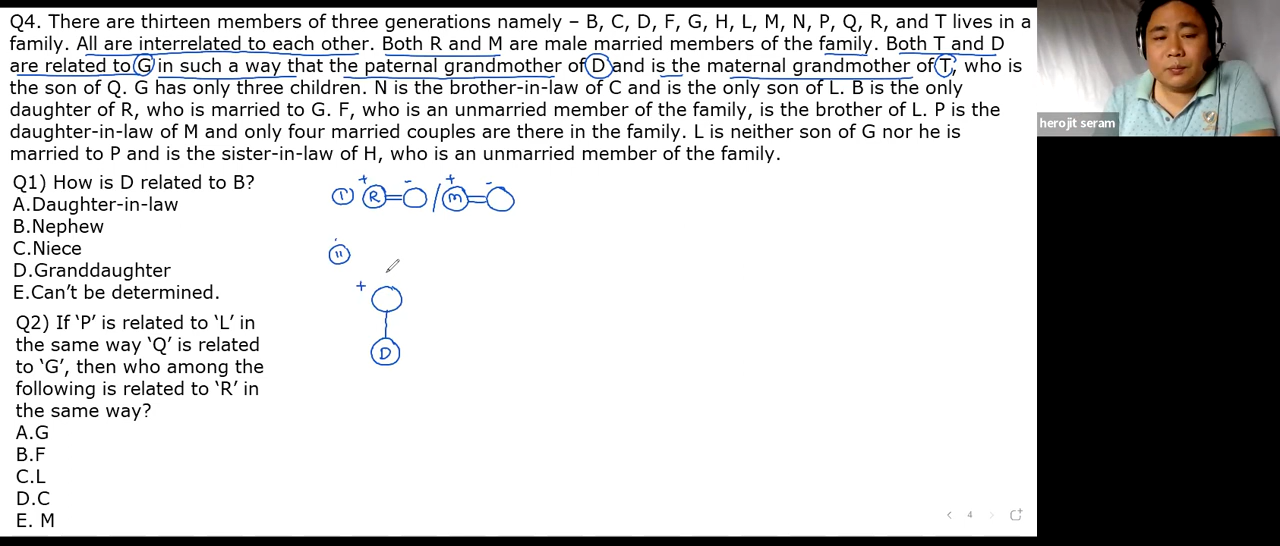 Q4. There are thirteen members of three generations namely – B, C, D, F, G, H, L, M, N, P, Q, R, and T lives in a
family. All are interrelated to each other. Both R and M are male married members of the family. Both T and D
are related to G in such a way that the paternal grandmother of D and is the maternal grandmother of T, who is
the son of Q. G has only three children. N is the brother-in-law of C and is the only son of L. B is the only
daughter of R, who is married to G. F, who is an unmarried member of the family, is the brother of L. P is the
daughter-in-law of M and only four married couples are there in the family. L is neither son of G nor he is
married to P and is the sister-in-law of H, who is an unmarried member of the family.
Q1) How is D related to B?
A.Daughter-in-law
B.Nephew
C.Niece
D.Granddaughter
E.Can't be determined.
Q2) If 'P' is related to 'L' in
the same way 'Q' is related
to 'G', then who among the
following is related to 'R' in
the same way?
A.G
B.F
C.L
D.C
E. M
(i) + R = - / + M = -
(ii)
+
D
herojit seram
< 4 >